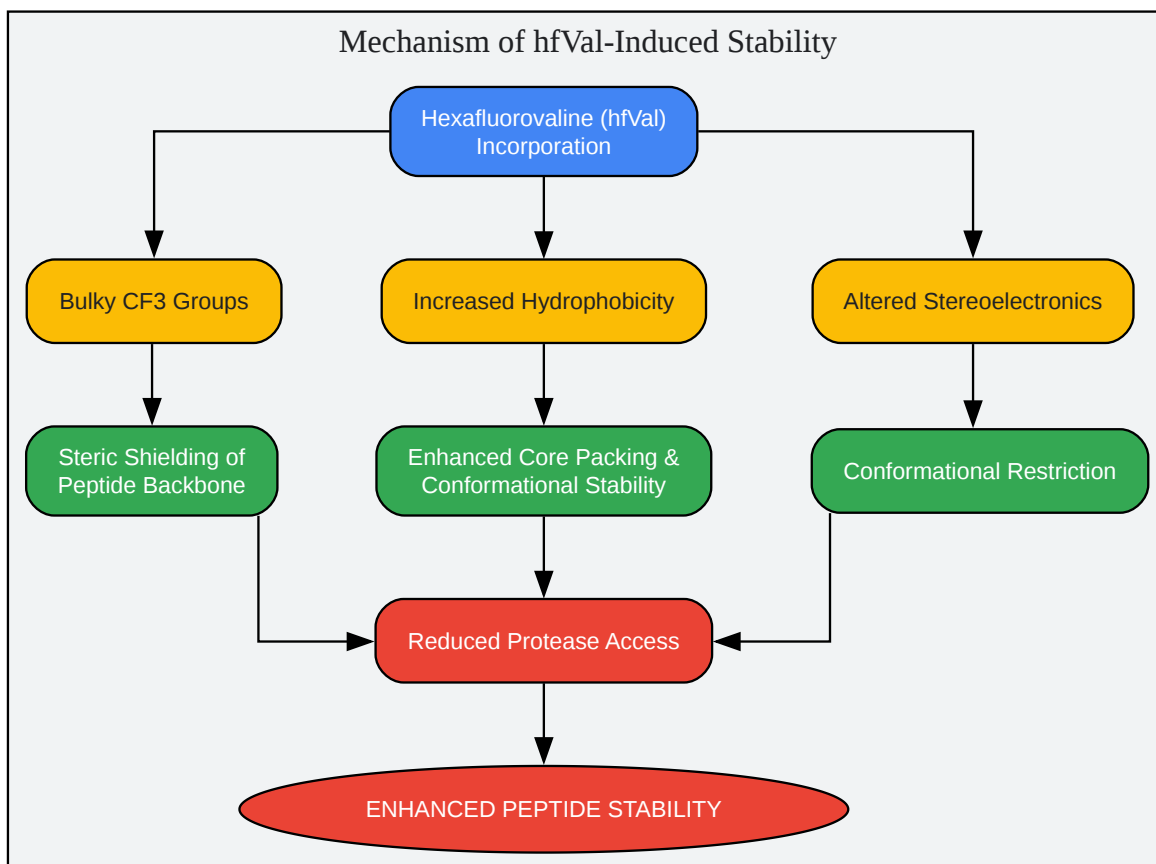 Mechanism of hfVal-Induced Stability
Hexafluorovaline (hfVal)
Incorporation
Bulky CF3 Groups
Increased Hydrophobicity
Altered Stereoelectronics
Steric Shielding of
Peptide Backbone
Enhanced Core Packing &
Conformational Stability
Conformational Restriction
Reduced Protease Access
ENHANCED PEPTIDE STABILITY